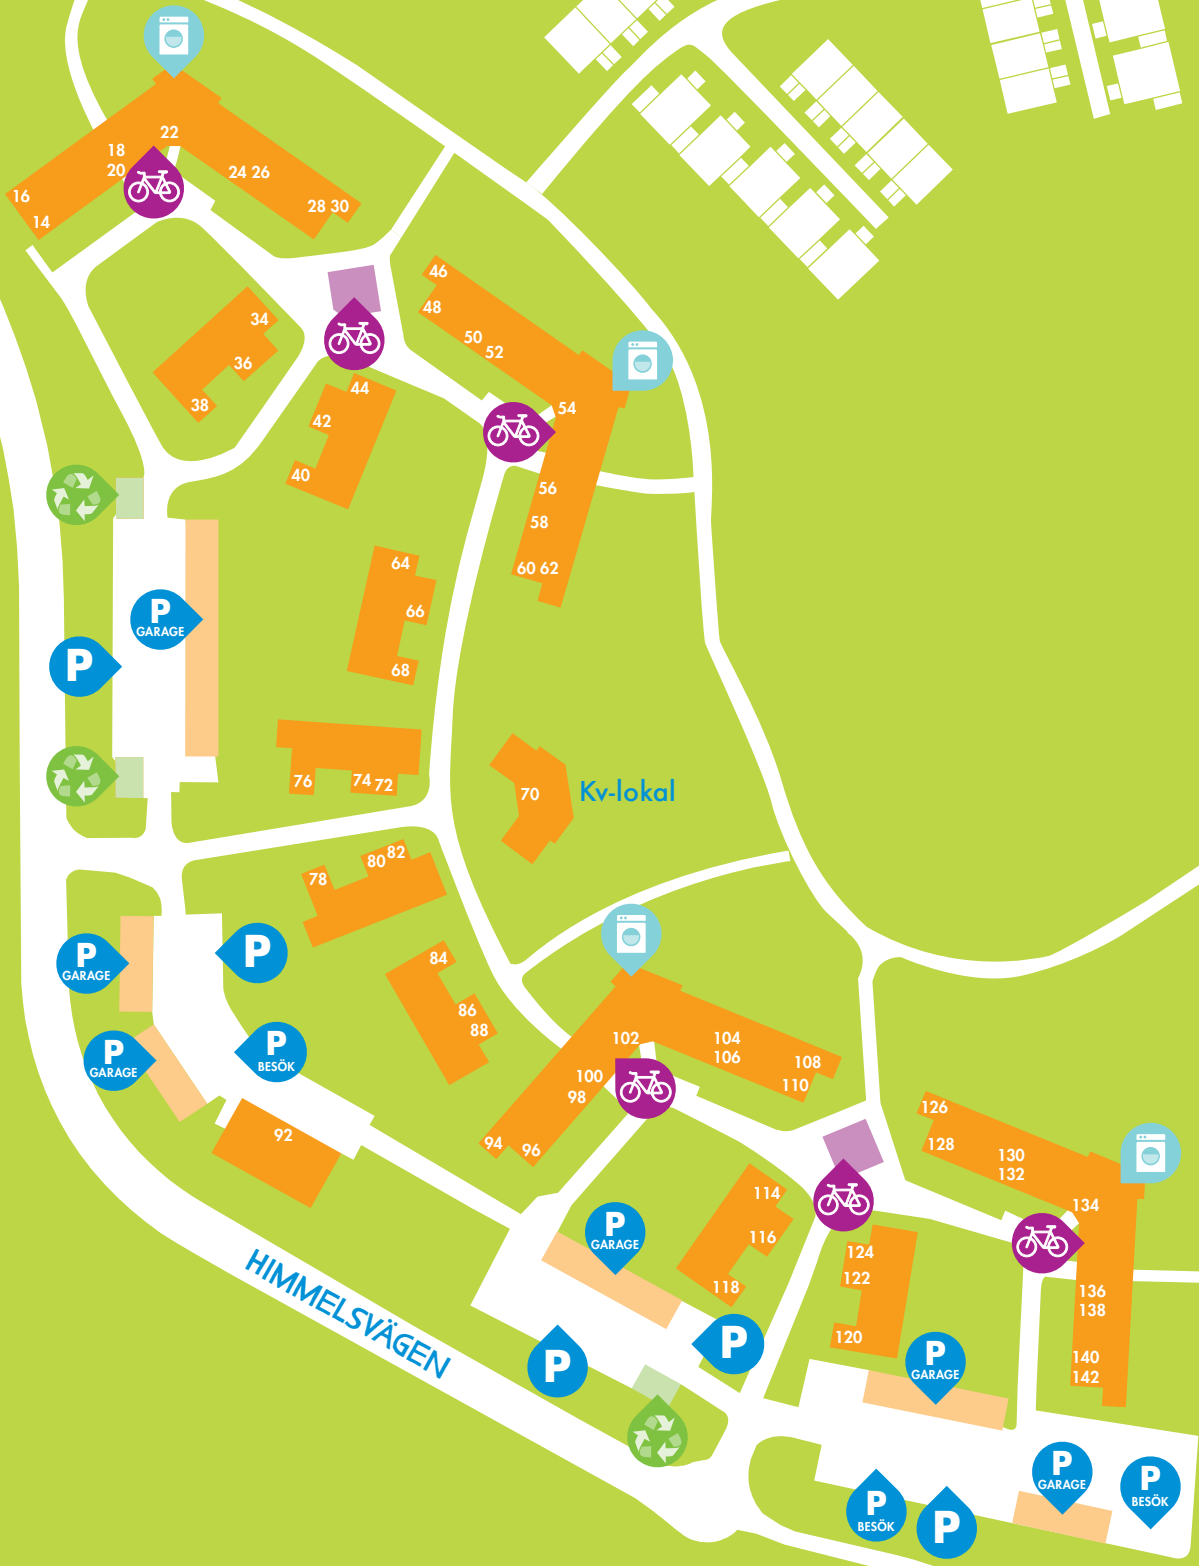 22
18
20
24 26
16
14
28 30
46
48
34
50
52
36
44
38
54
42
40
56
58
60 62
64
66
68
P
GARAGE
P
76
74
72
70
Kv-lokal
82
80
78
P
P
GARAGE
84
86
88
P
BESÖK
P
GARAGE
102
104
106
108
110
100
98
94
96
92
126
128
130
132
134
114
116
118
P
GARAGE
124
122
120
136
138
140
142
HIMMELSVÄGEN
P
P
P
GARAGE
P
GARAGE
P
BESÖK
P
BESÖK
P